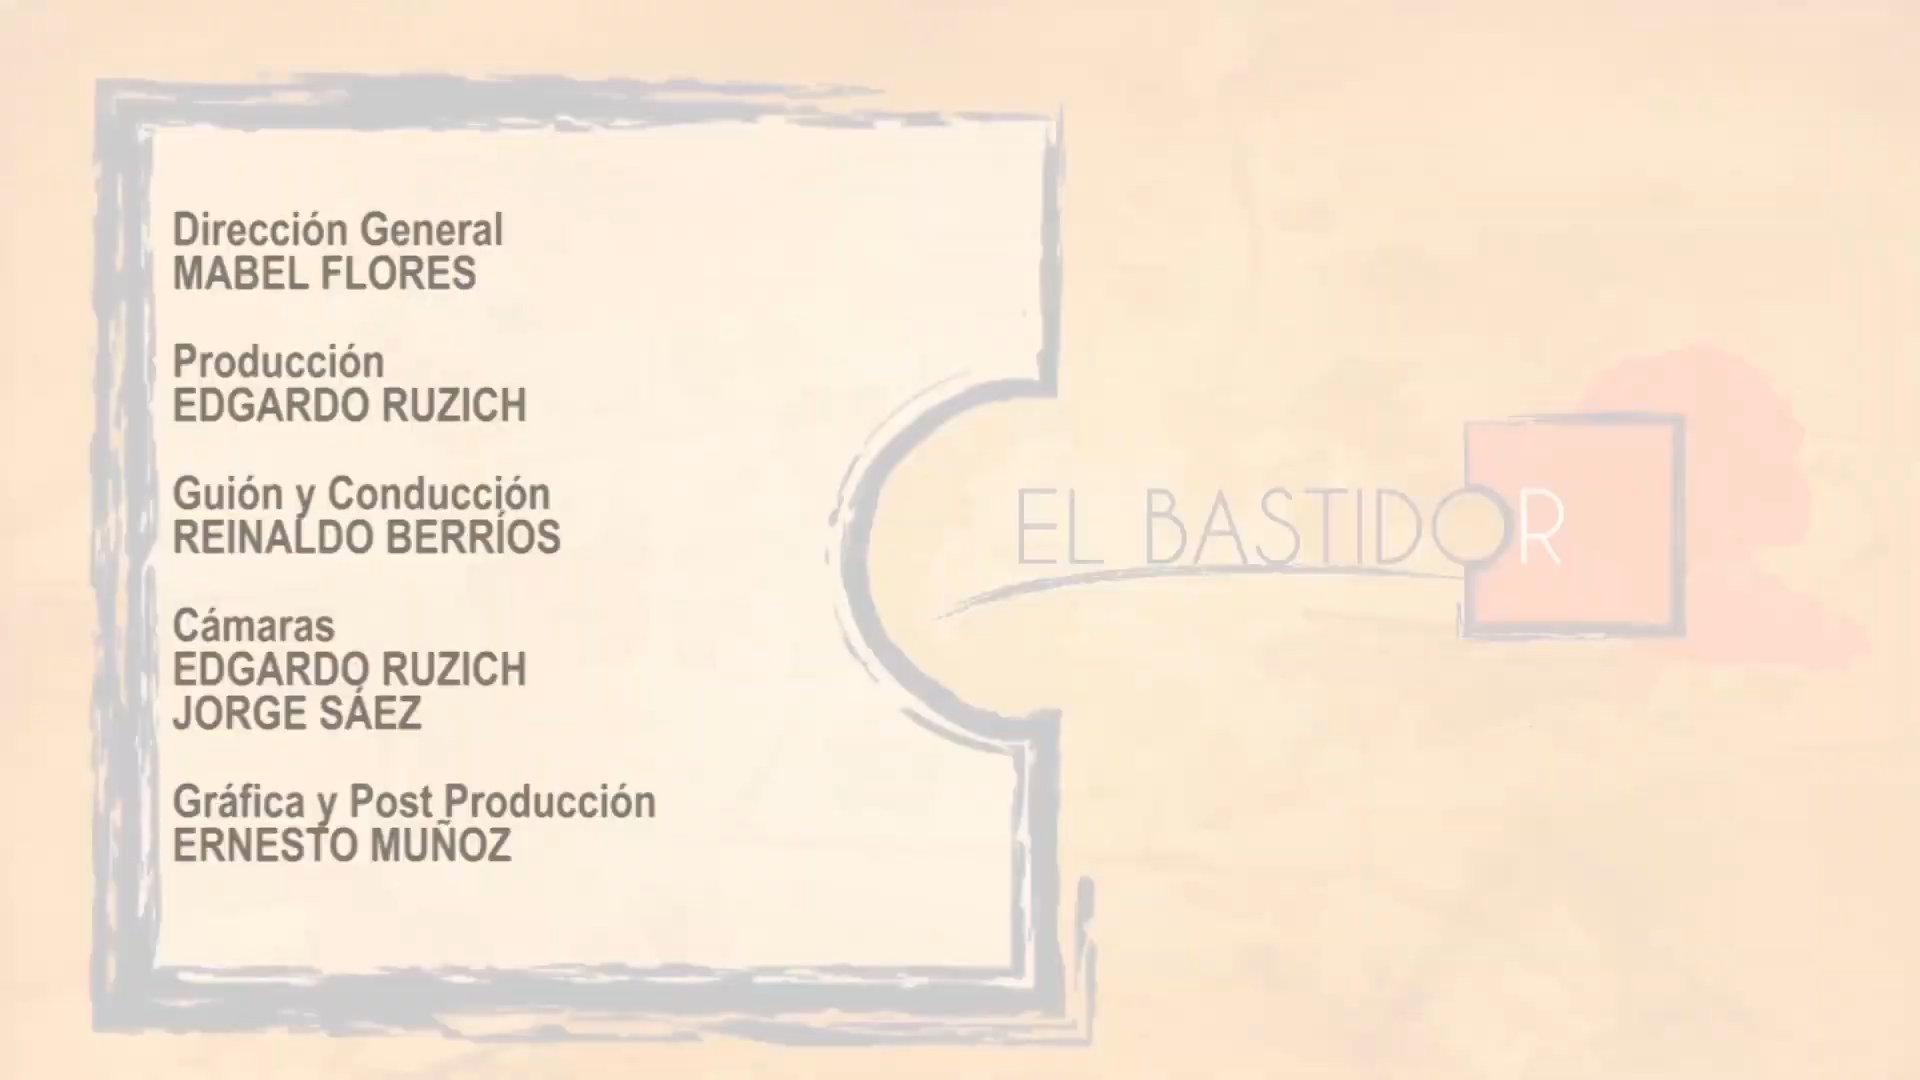 Dirección General
MABEL FLORES
Producción
EDGARDO RUZICH
Guión y Conducción
REINALDO BERRÍOS
Cámaras
EDGARDO RUZICH
JORGE SÁEZ
Gráfica y Post Producción
ERNESTO MUÑOZ
EL BASTIDOR